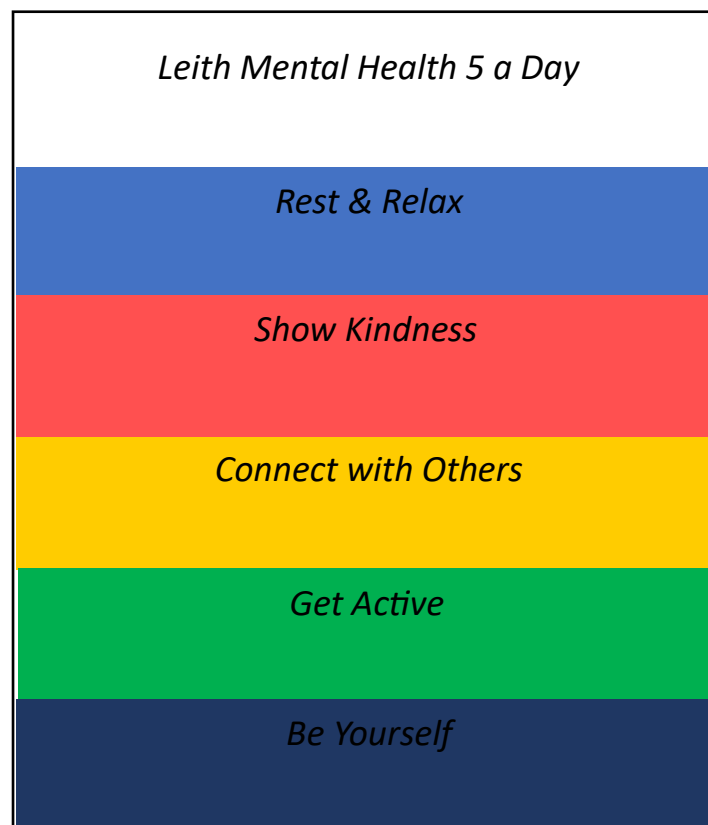 Leith Mental Health 5 a Day
Rest & Relax
Show Kindness
Connect with Others
Get Active
Be Yourself